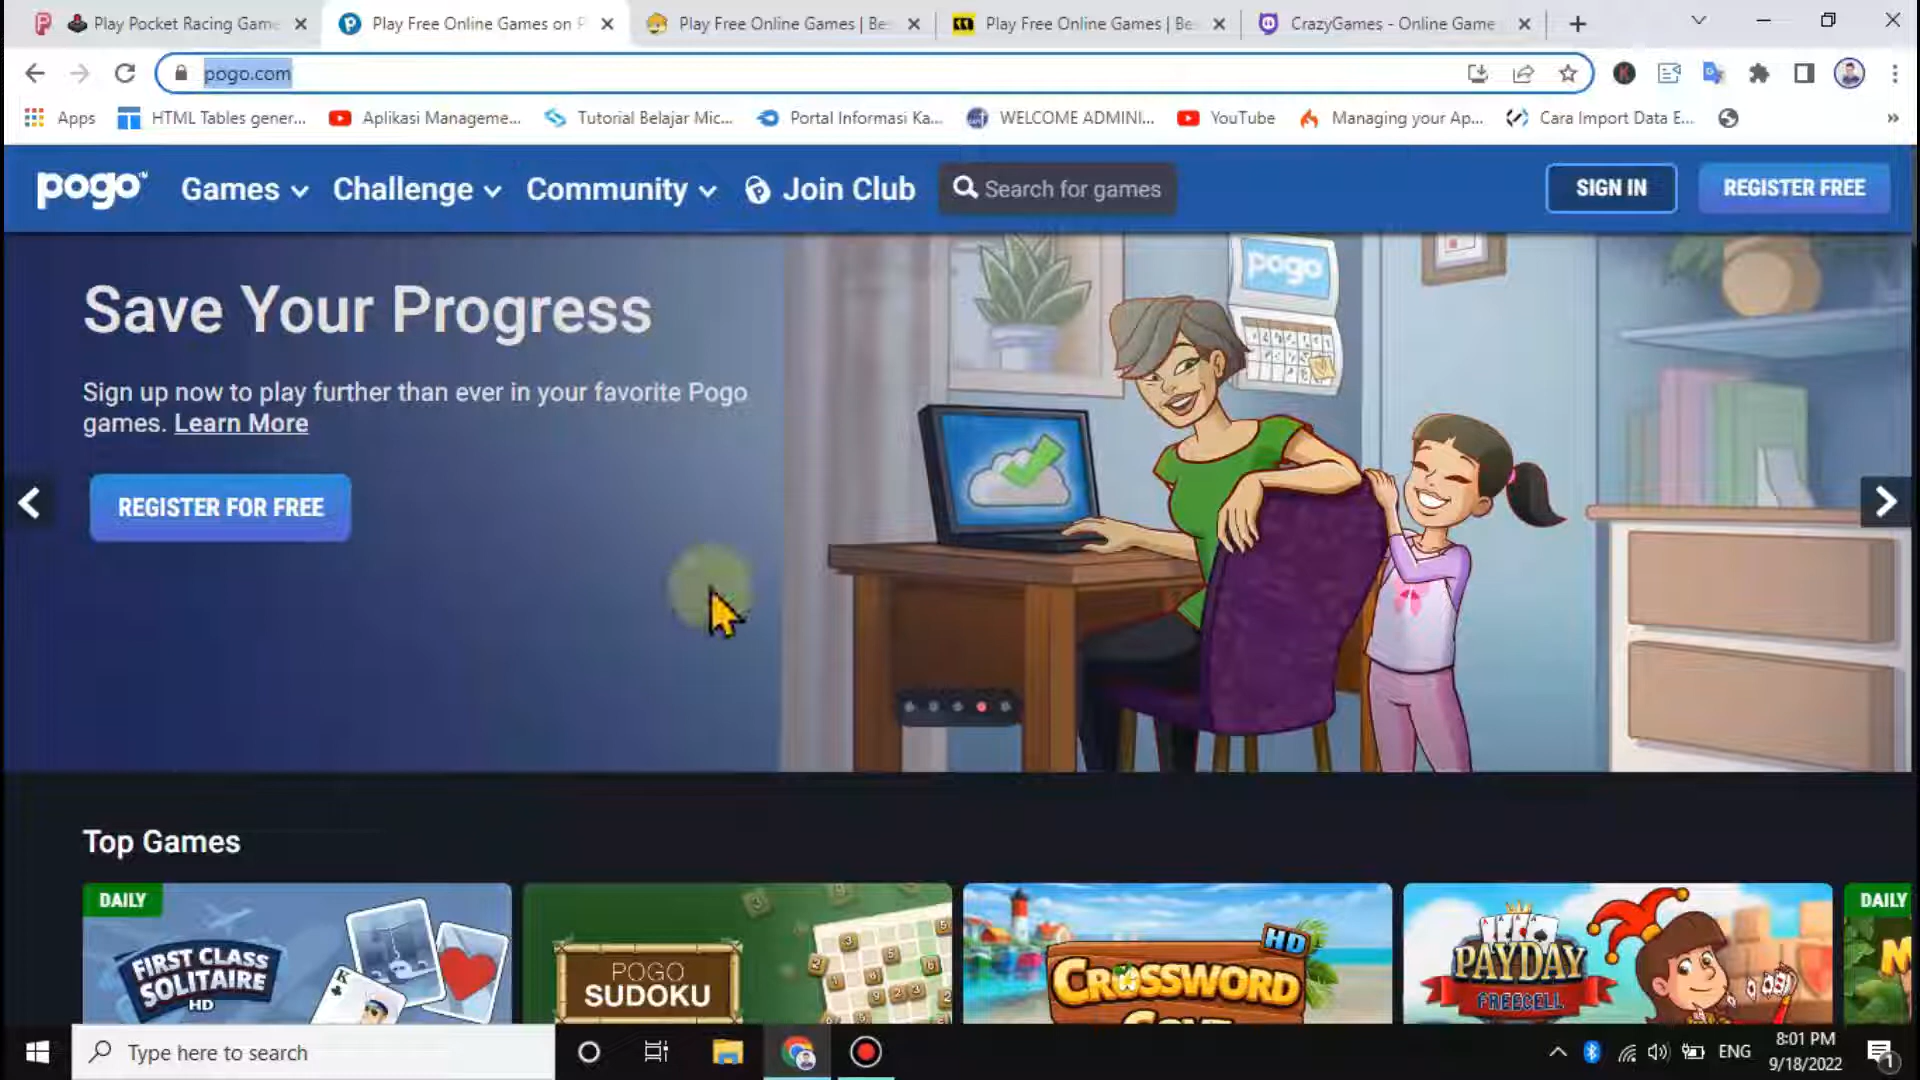 Play Pocket Racing Game
Play Free Online Games on P
Play Free Online Games | Be
Play Free Online Games | Be
CrazyGames - Online Game
pogo.com
Apps
HTML Tables gener...
Aplikasi Manageme...
Tutorial Belajar Mic...
Portal Informasi Ka...
WELCOME ADMINI...
YouTube
Managing your Ap...
Cara Import Data E...
»
pogo™
Games
Challenge
Community
Join Club
Search for games
SIGN IN
REGISTER FREE
pogo
Save Your Progress
Sign up now to play further than ever in your favorite Pogo
games. Learn More
REGISTER FOR FREE
Top Games
DAILY
FIRST CLASS
SOLITAIRE
HD
K
POGO
SUDOKU
HD
CROSSWORD
PAYDAY
FREECELL
DAILY
Type here to search
ENG
8:01 PM
9/18/2022
1